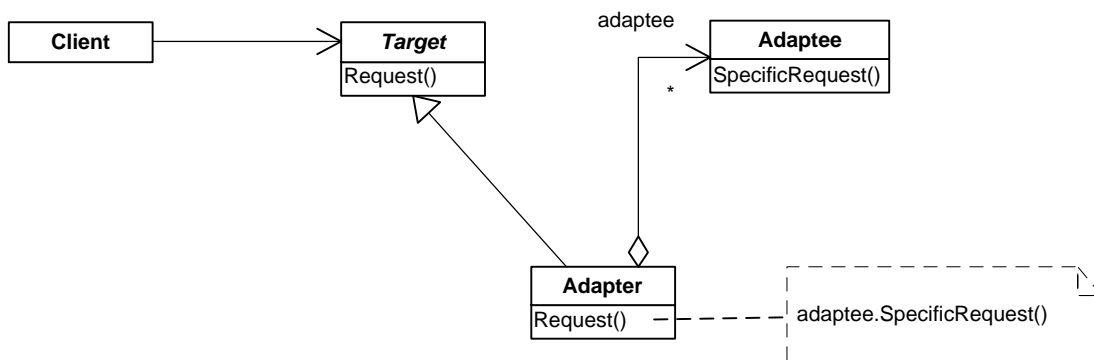 Client
Target
Request()
adaptee
*
Adaptee
SpecificRequest()
Adapter
Request()
adaptee.SpecificRequest()